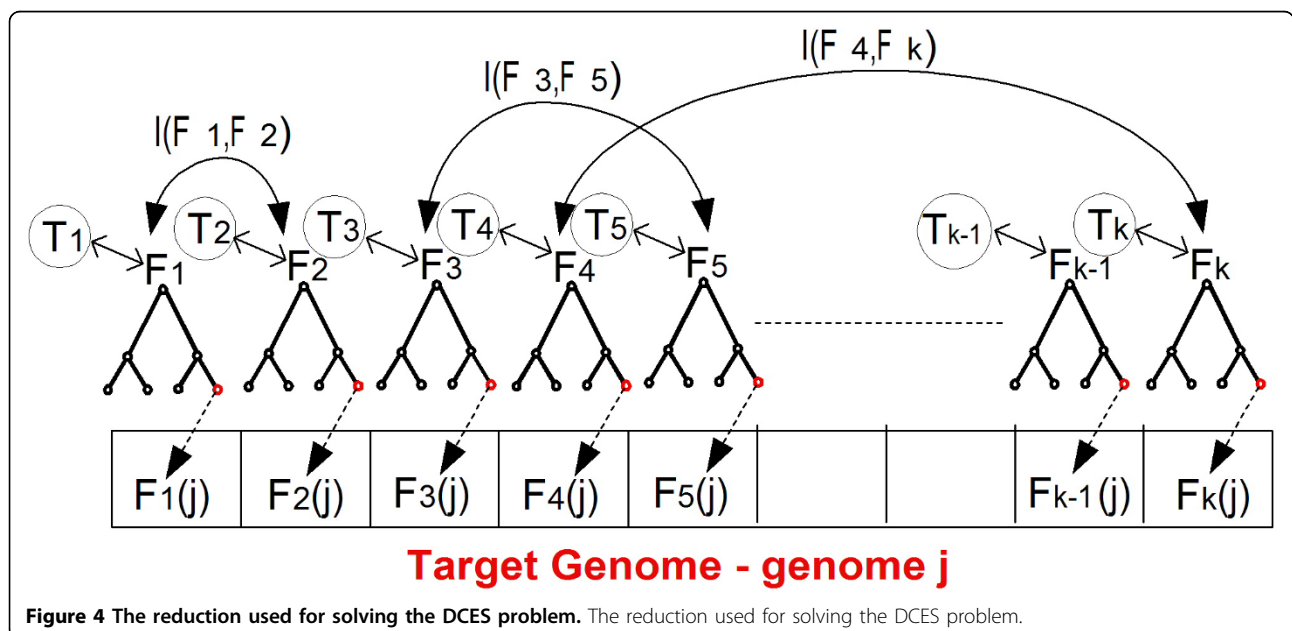 I(F 4,F k)
I(F 3,F 5)
I(F 1,F 2)
T1 T2 T3 T4 T5 Tk-1 Tk
F1 F2 F3 F4 F5 Fk-1 Fk
F1(j) F2(j) F3(j) F4(j) F5(j) Fk-1(j) Fk(j)
Target Genome - genome j
Figure 4 The reduction used for solving the DCES problem. The reduction used for solving the DCES problem.